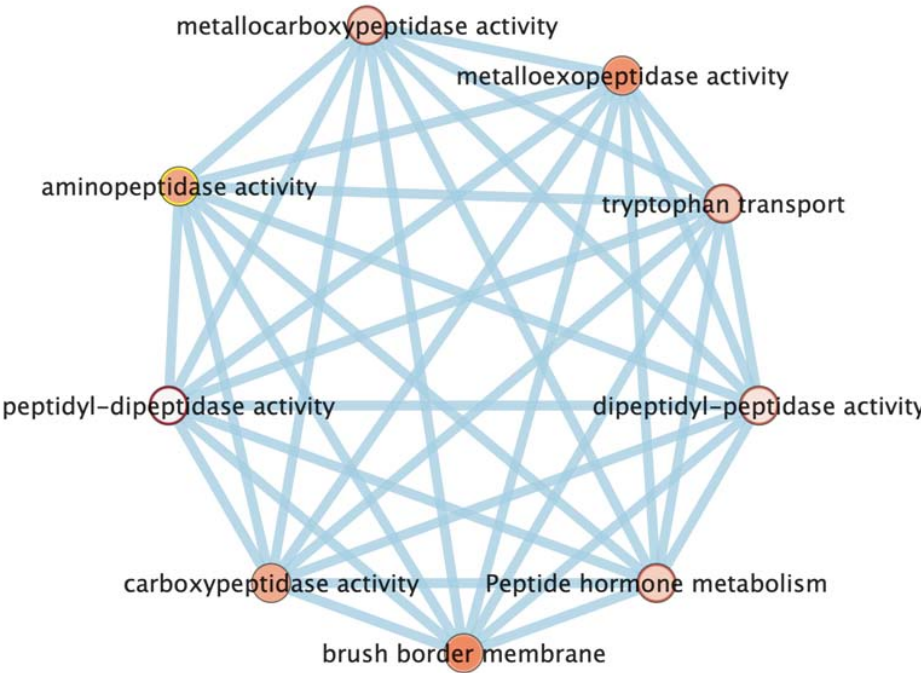 metallocarboxypeptidase activity
metalloexopeptidase activity
aminopeptidase activity
tryptophan transport
peptidyl–dipeptidase activity
dipeptidyl–peptidase activity
carboxypeptidase activity
Peptide hormone metabolism
brush border membrane